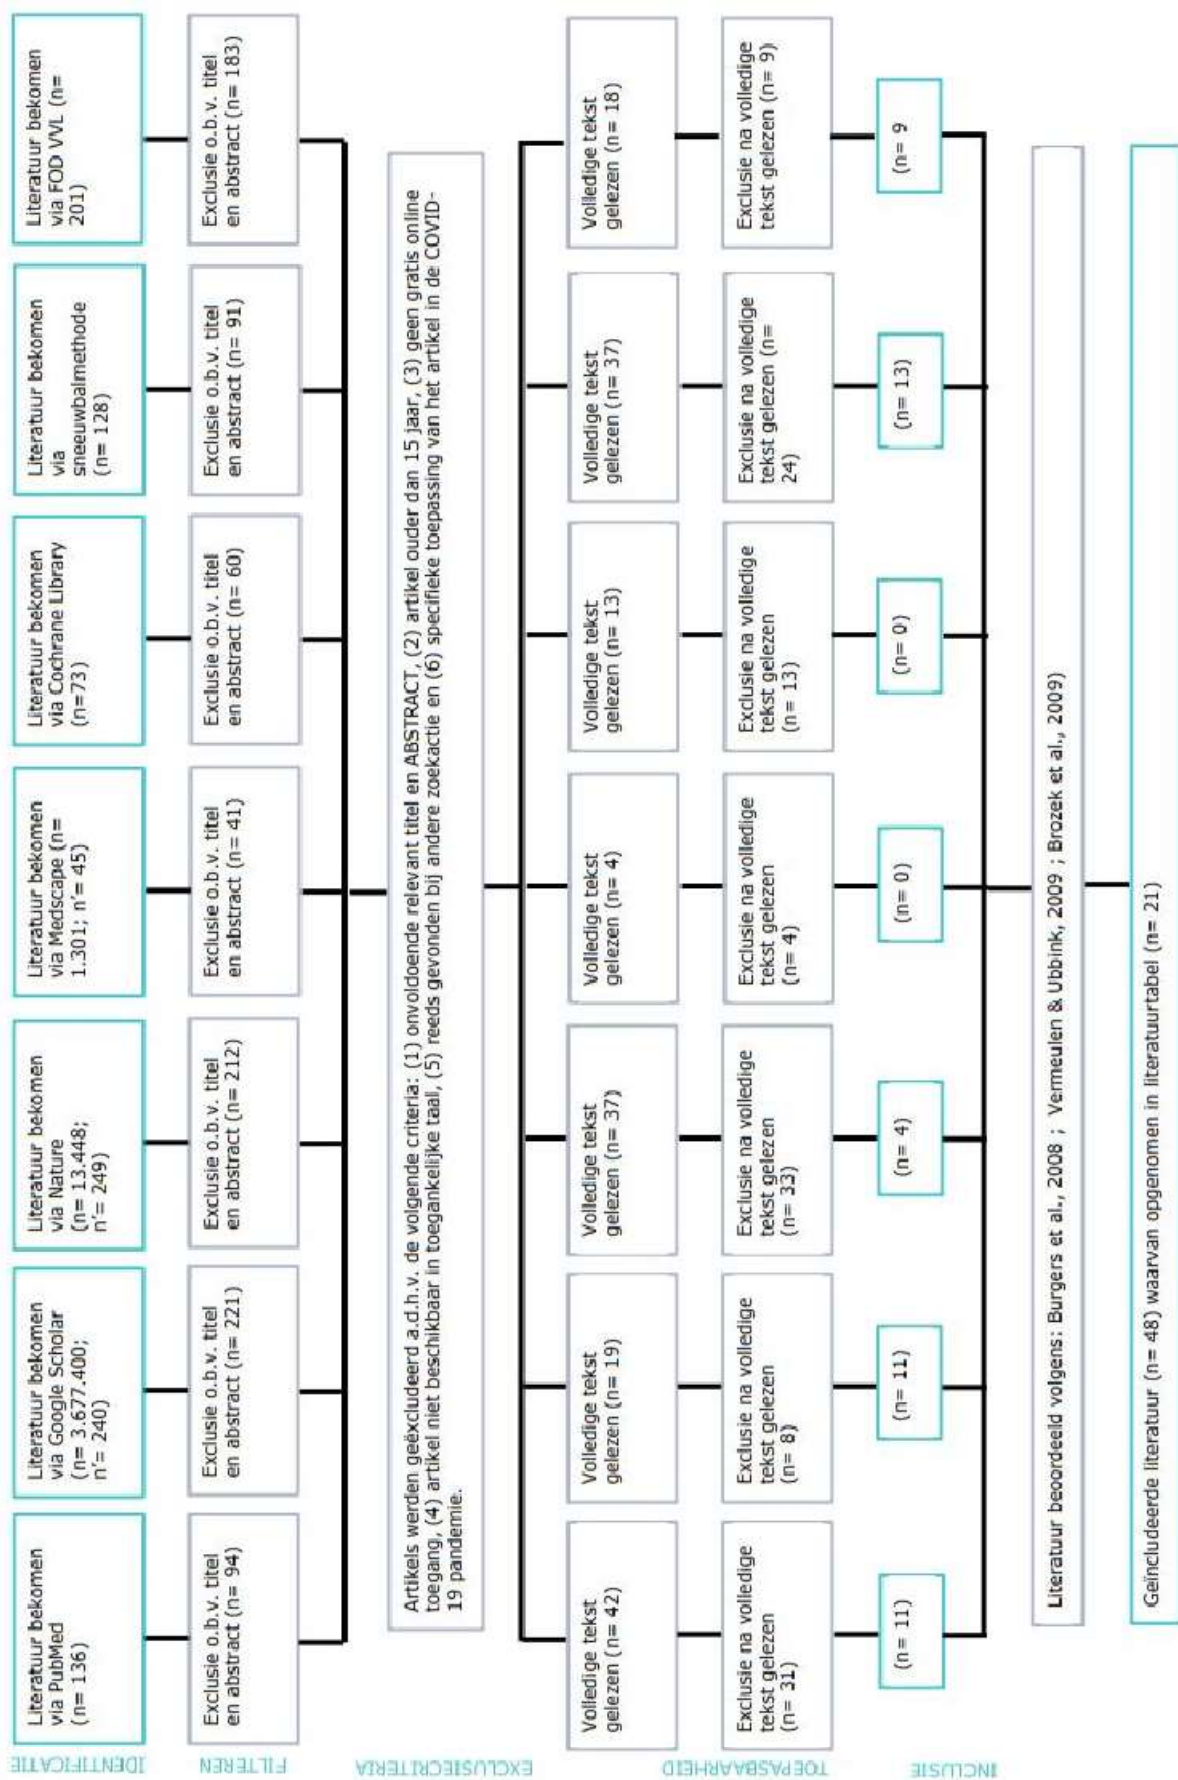 IDENTIFICATIE
Literatuur bekomen
via PubMed
(n= 136)
Literatuur bekomen
via Google Scholar
(n= 3.677.400;
n'= 240)
Literatuur bekomen
via Nature
(n= 13.448;
n'= 249)
Literatuur bekomen
via Medscape (n=
1.301; n'= 45)
Literatuur bekomen
via Cochrane Library
(n=73)
Literatuur bekomen
via
sneeuwbalmethode
(n= 128)
Literatuur bekomen
via FOD VVL (n=
201)
FILTEREN
Exclusie o.b.v. titel
en abstract (n= 94)
Exclusie o.b.v. titel
en abstract (n= 221)
Exclusie o.b.v. titel
en abstract (n= 212)
Exclusie o.b.v. titel
en abstract (n= 41)
Exclusie o.b.v. titel
en abstract (n= 60)
Exclusie o.b.v. titel
en abstract (n= 91)
Exclusie o.b.v. titel
en abstract (n= 183)
EXCLUSIECRITERIA
Artikels werden geëxcludeerd a.d.h.v. de volgende criteria: (1) onvoldoende relevant titel en ABSTRACT, (2) artikel ouder dan 15 jaar, (3) geen gratis online
toegang, (4) artikel niet beschikbaar in toegankelijke taal, (5) reeds gevonden bij andere zoekactie en (6) specifieke toepassing van het artikel in de COVID-
19 pandemie.
TOEPASBAARHEID
Volledige tekst
gelezen (n= 42)
Volledige tekst
gelezen (n= 19)
Volledige tekst
gelezen (n= 37)
Volledige tekst
gelezen (n= 4)
Volledige tekst
gelezen (n= 13)
Volledige tekst
gelezen (n= 37)
Volledige tekst
gelezen (n= 18)
Exclusie na volledige
tekst gelezen
(n= 31)
Exclusie na volledige
tekst gelezen
(n= 8)
Exclusie na volledige
tekst gelezen
(n= 33)
Exclusie na volledige
tekst gelezen
(n= 4)
Exclusie na volledige
tekst gelezen
(n= 13)
Exclusie na volledige
tekst gelezen (n=
24)
Exclusie na volledige
tekst gelezen (n= 9)
INCLUSIE
(n= 11)
(n= 11)
(n= 4)
(n= 0)
(n= 0)
(n= 13)
(n= 9
Literatuur beoordeeld volgens: Burgers et al., 2008 ; Vermeulen & Ubbink, 2009 ; Brozek et al., 2009)
Geïncludeerde literatuur (n= 48) waarvan opgenomen in literatuurtabel (n= 21)